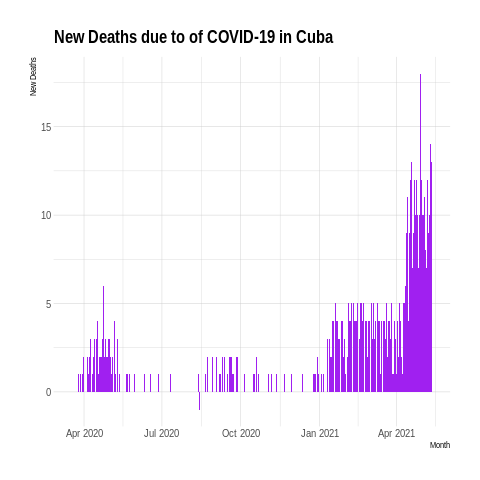 New Deaths due to of COVID-19 in Cuba
New Deaths
15
10
5
0
Apr 2020 Jul 2020 Oct 2020 Jan 2021 Apr 2021
Month